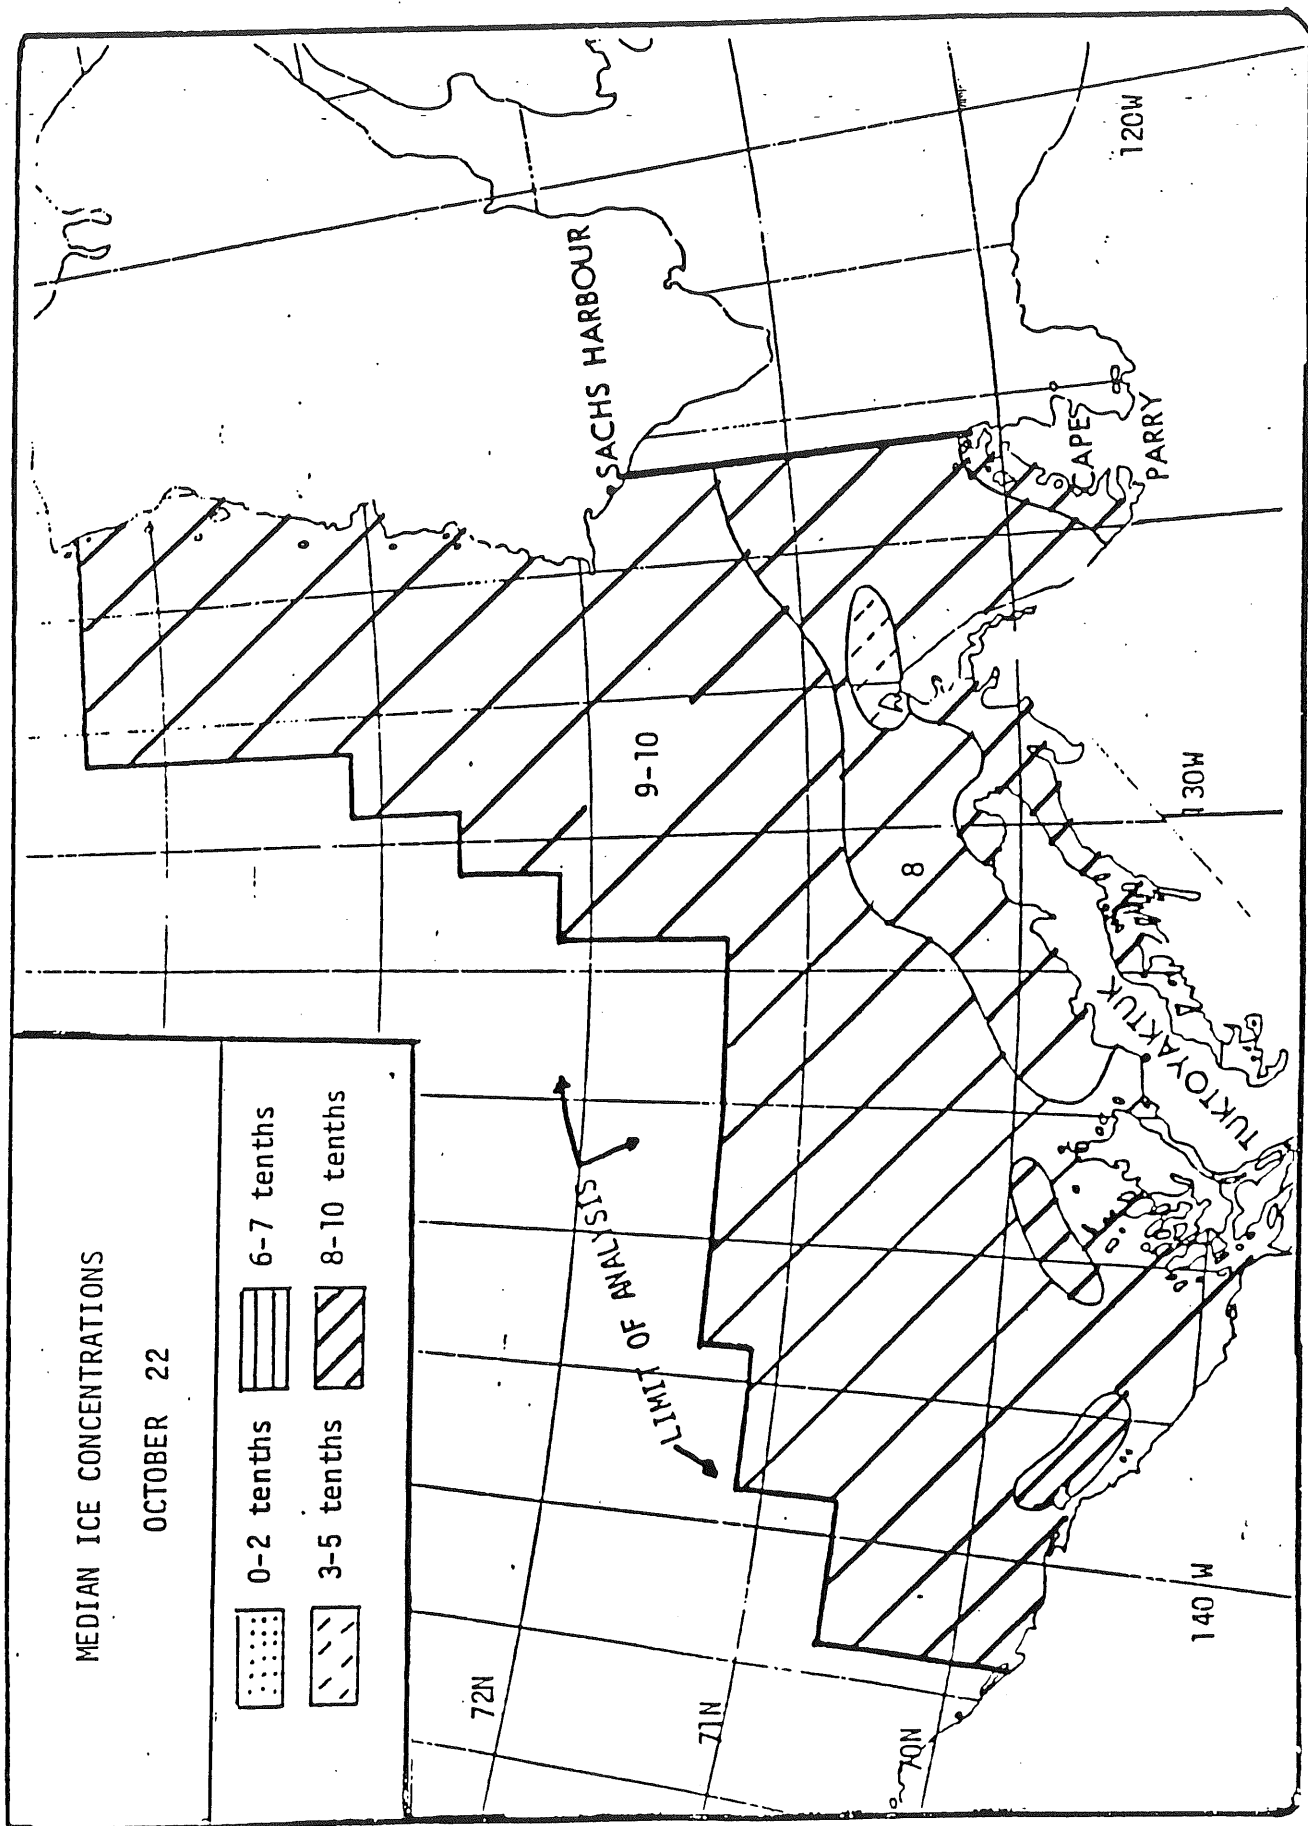 MEDIAN ICE CONCENTRATIONS
OCTOBER 22
0-2 tenths
6-7 tenths
3-5 tenths
8-10 tenths
72N
71N
70N
LIMIT OF ANALYSIS
9-10
8
SACHS HARBOUR
CAPE
PARRY
TUKTOYAKTUK
140 W
130W
120W